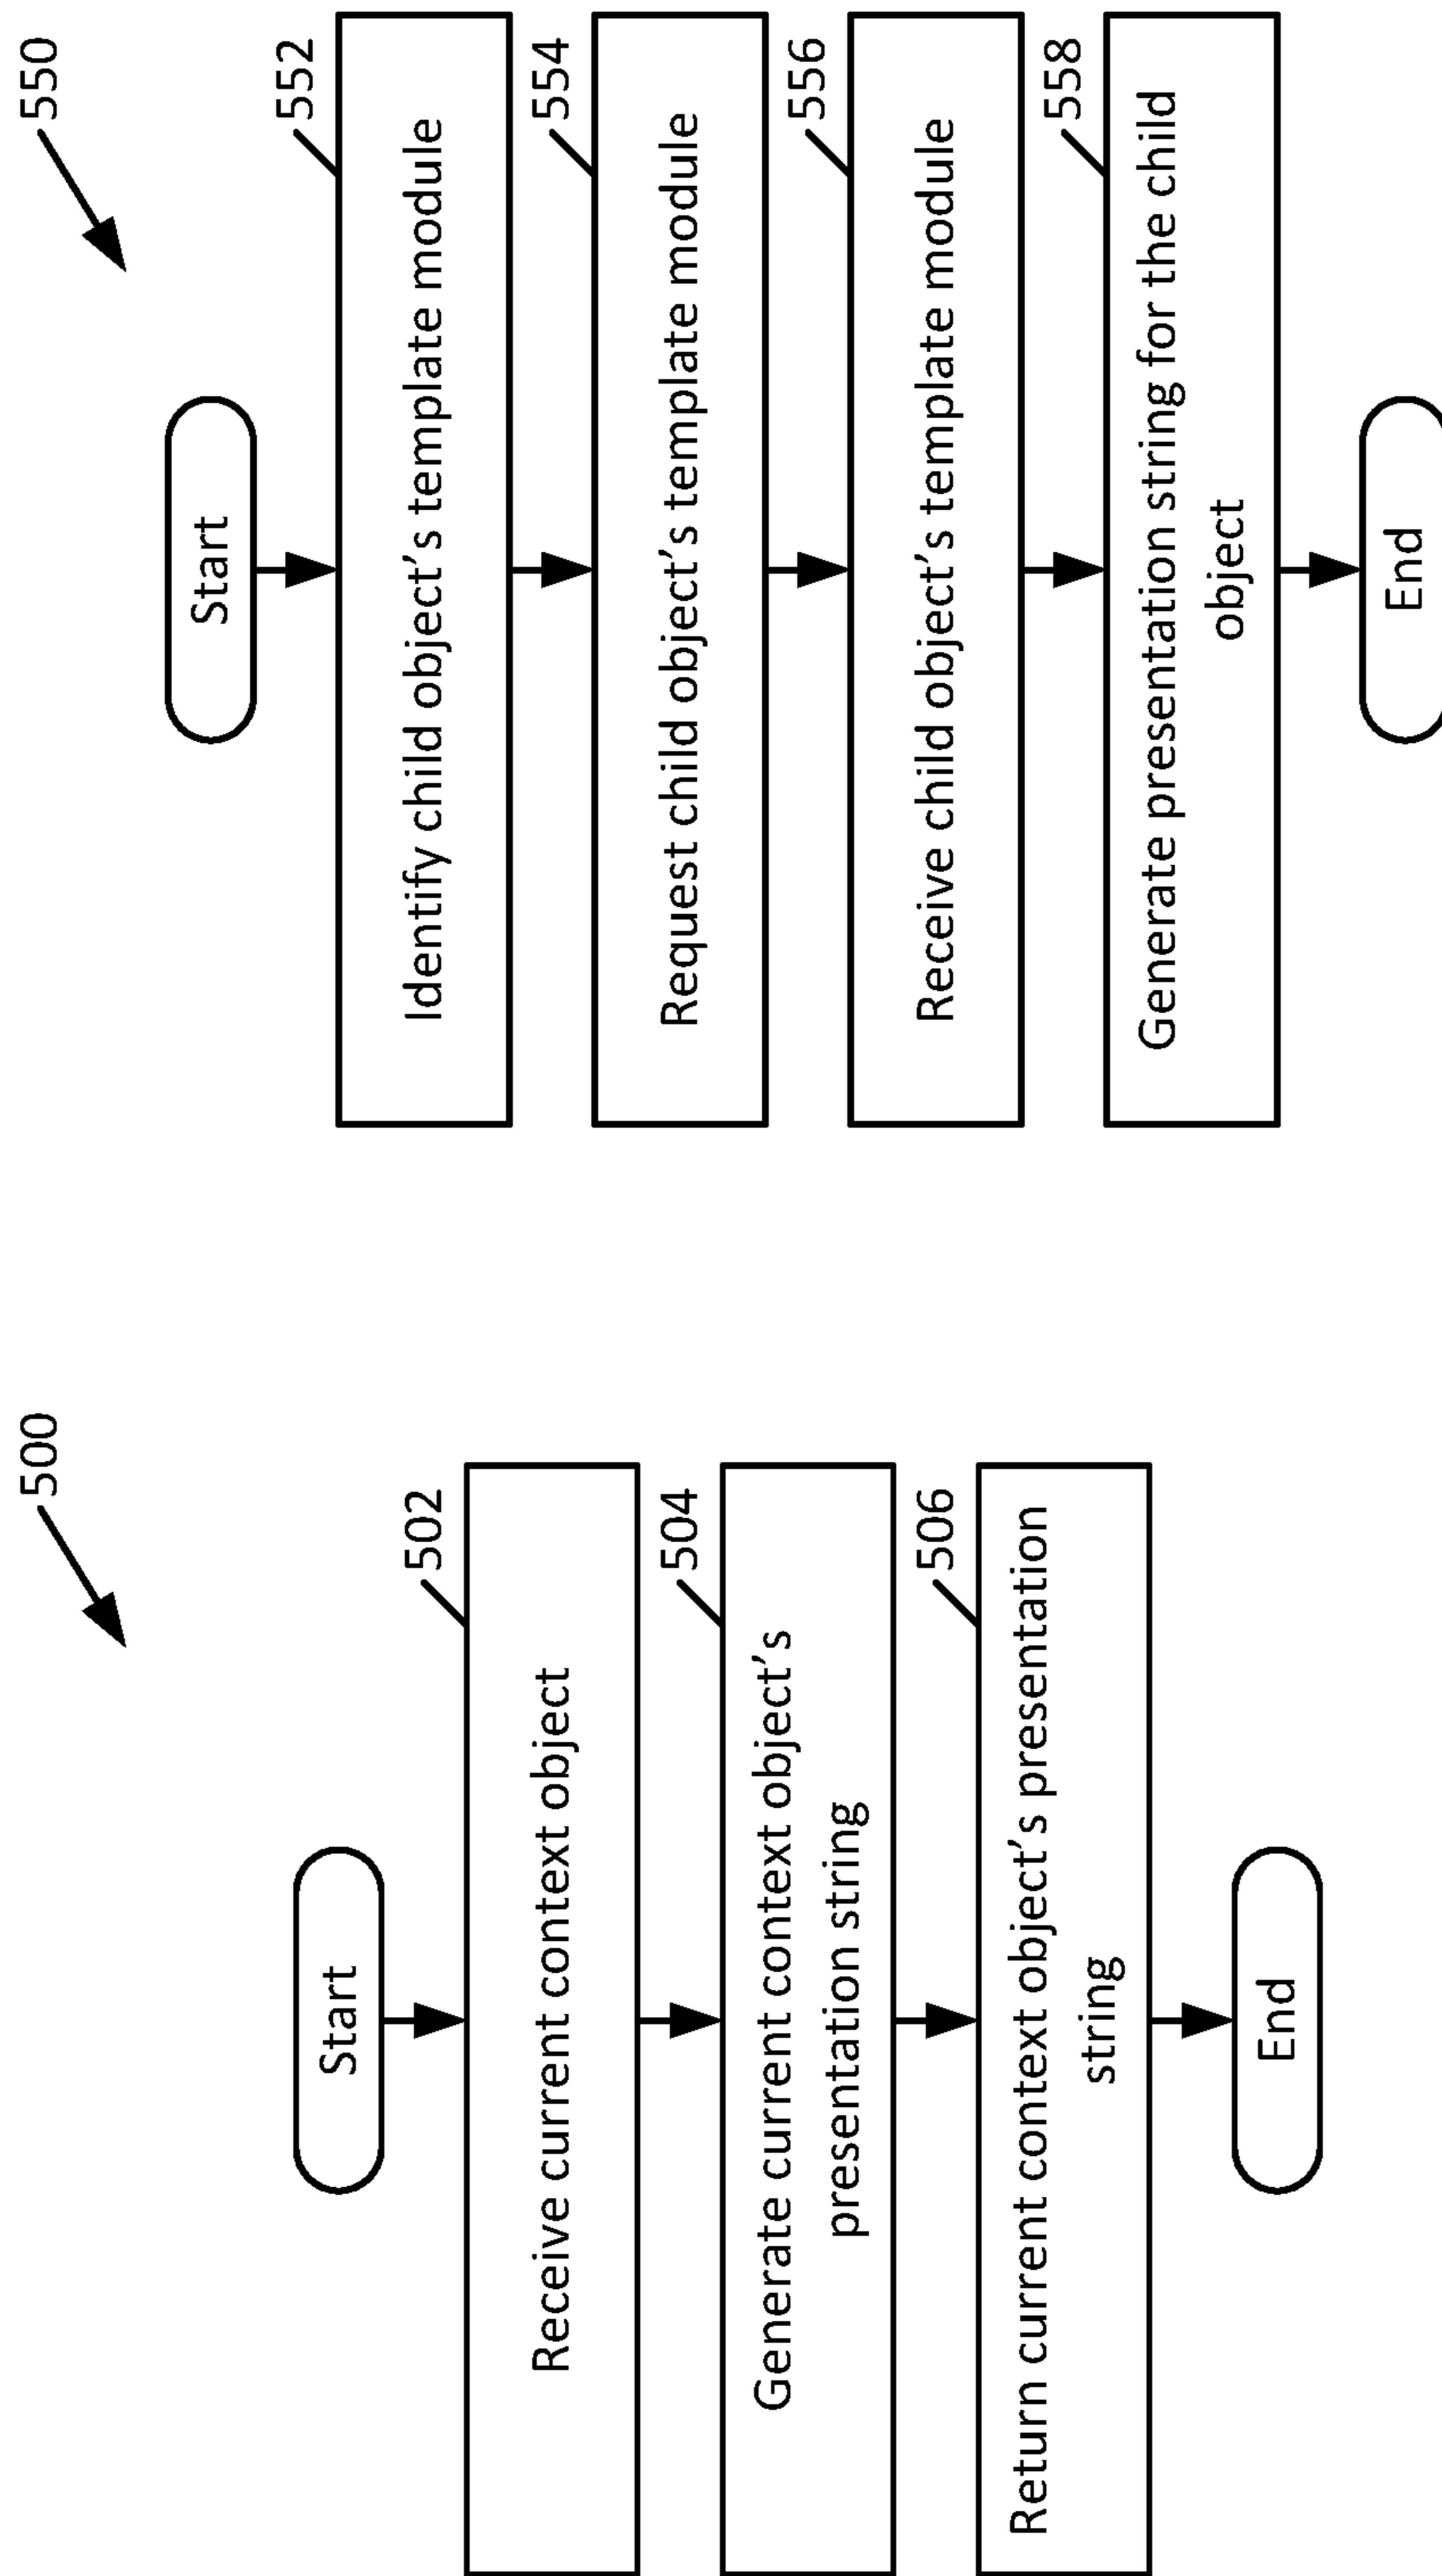 500
Start
502
Receive current context object
504
Generate current context object's
presentation string
506
Return current context object's presentation
string
End
550
Start
552
Identify child object's template module
554
Request child object's template module
556
Receive child object's template module
558
Generate presentation string for the child
object
End